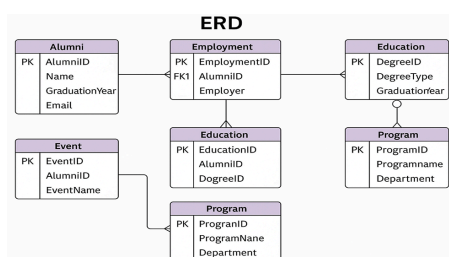 ERD
Alumni
PK AlumniID
Name
GraduationYear
Email
Employment
PK EmploymentID
FK1 AlumniID
Employer
Education
PK DegreeID
DegreeType
GraduationYear
Event
PK EventID
AlumniID
EventName
Education
PK EducationID
AlumniID
DogreeID
Program
PK ProgramID
Programname
Department
Program
PK ProgranID
ProgramNane
Department